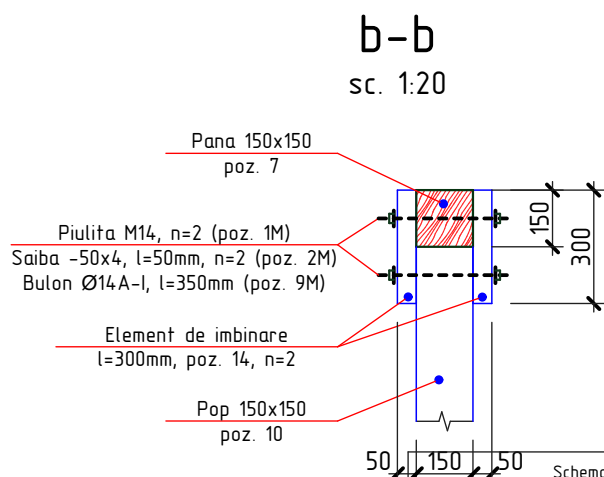 b-b
sc. 1:20
Pana 150x150
poz. 7
Piulita M14, n=2 (poz. 1M)
Saiba -50x4, l=50mm, n=2 (poz. 2M)
Bulon Ø14A-I, l=350mm (poz. 9M)
Element de imbinare
l=300mm, poz. 14, n=2
Pop 150x150
poz. 10
150
300
50 150 50
Schema